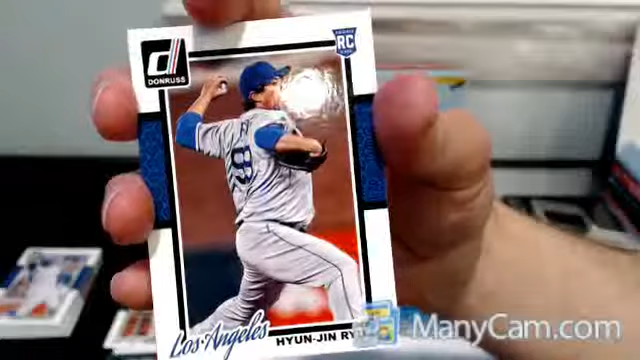 RC
DONRUSS
Los Angeles
HYUN-JIN RY
ManyCam.com